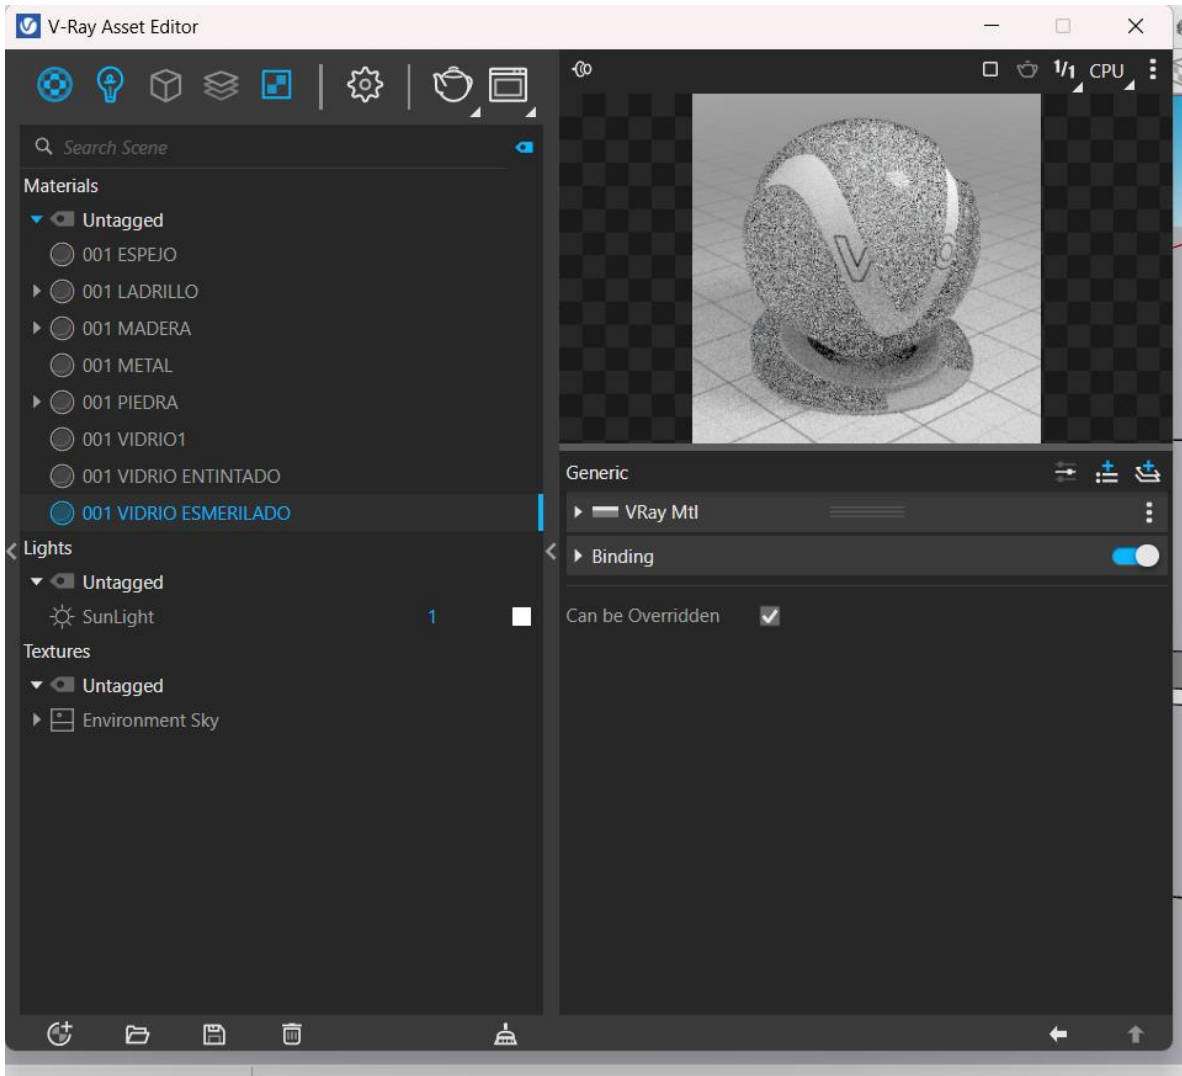 V-Ray Asset Editor
1/1 CPU
Search Scene
Materials
Untagged
001 ESPEJO
001 LADRILLO
001 MADERA
001 METAL
001 PIEDRA
001 VIDRIO1
001 VIDRIO ENTINTADO
001 VIDRIO ESMERILADO
Lights
Untagged
SunLight 1
Textures
Untagged
Environment Sky
V
Generic
VRay Mtl
Binding
Can be Overridden